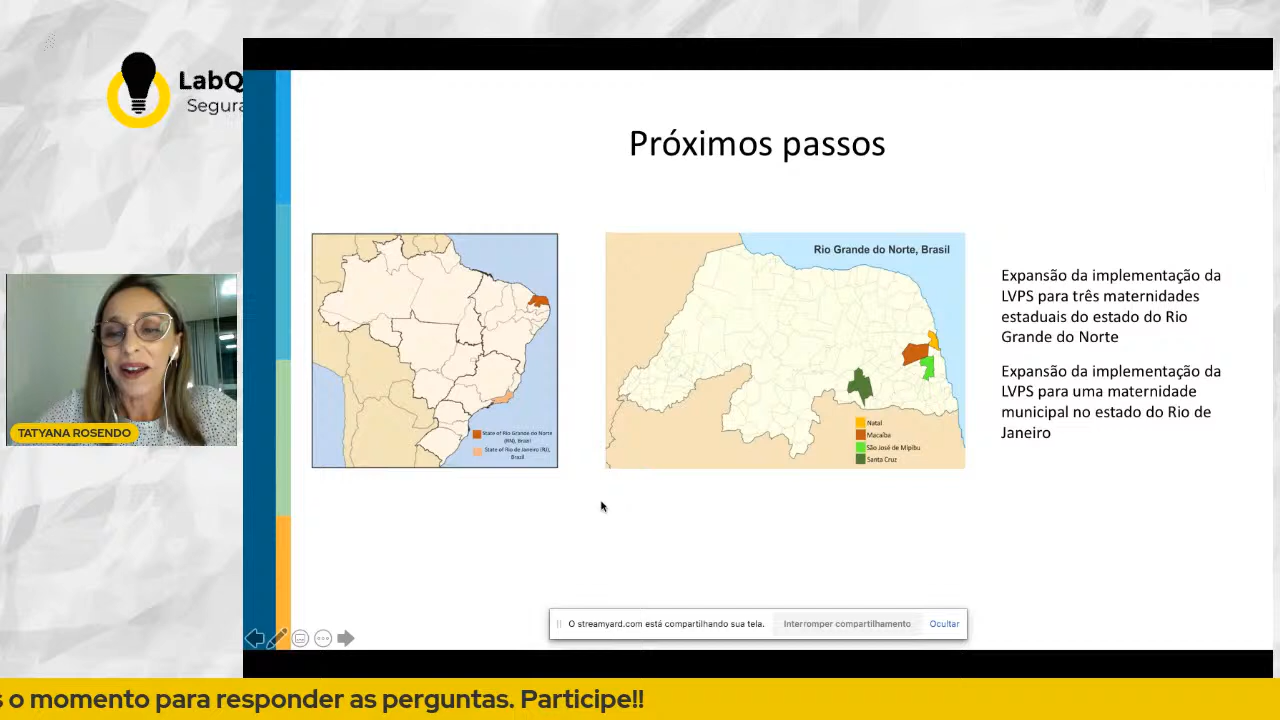 LabQ
Segura
Próximos passos
State of Rio Grande do Norte
(RN), Brasil
State of Rio de Janeiro (RJ),
Brasil
Rio Grande do Norte, Brasil
Natal
Macaíba
São José de Mipibu
Santa Cruz
Expansão da implementação da
LVPS para três maternidades
estaduais do estado do Rio
Grande do Norte
Expansão da implementação da
LVPS para uma maternidade
municipal no estado do Rio de
Janeiro
TATYANA ROSENDO
O streamyard.com está compartilhando sua tela.
Interromper compartilhamento
Ocultar
s o momento para responder as perguntas. Participe!!